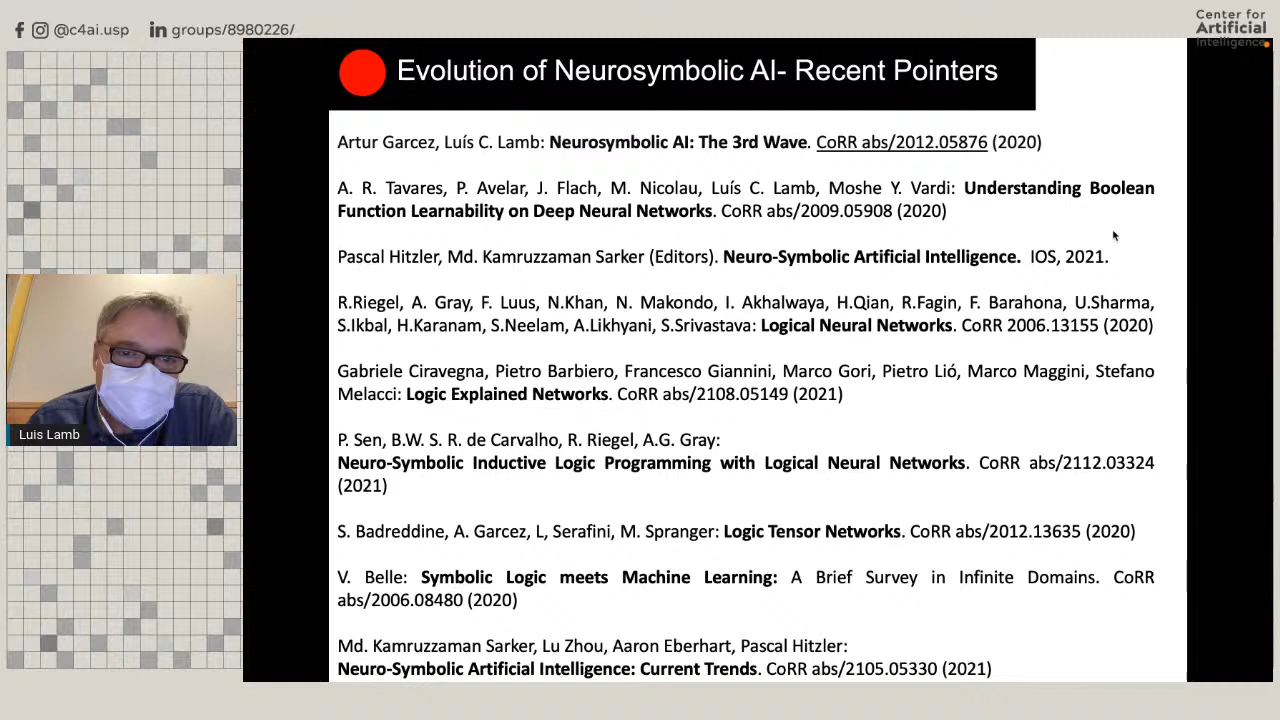 @c4ai.usp in groups/8980226/
Center for
Artificial
Intelligence
Evolution of Neurosymbolic AI- Recent Pointers
Artur Garcez, Luís C. Lamb: Neurosymbolic AI: The 3rd Wave. CoRR abs/2012.05876 (2020)
A. R. Tavares, P. Avelar, J. Flach, M. Nicolau, Luís C. Lamb, Moshe Y. Vardi: Understanding Boolean
Function Learnability on Deep Neural Networks. CoRR abs/2009.05908 (2020)
Pascal Hitzler, Md. Kamruzzaman Sarker (Editors). Neuro-Symbolic Artificial Intelligence. IOS, 2021.
R.Riegel, A. Gray, F. Luus, N.Khan, N. Makondo, I. Akhalwaya, H.Qian, R.Fagin, F. Barahona, U.Sharma,
S.Ikbal, H.Karanam, S.Neelam, A.Likhyani, S.Srivastava: Logical Neural Networks. CoRR 2006.13155 (2020)
Gabriele Ciravegna, Pietro Barbiero, Francesco Giannini, Marco Gori, Pietro Lió, Marco Maggini, Stefano
Melacci: Logic Explained Networks. CoRR abs/2108.05149 (2021)
P. Sen, B.W. S. R. de Carvalho, R. Riegel, A.G. Gray:
Neuro-Symbolic Inductive Logic Programming with Logical Neural Networks. CoRR abs/2112.03324
(2021)
S. Badreddine, A. Garcez, L, Serafini, M. Spranger: Logic Tensor Networks. CoRR abs/2012.13635 (2020)
V. Belle: Symbolic Logic meets Machine Learning: A Brief Survey in Infinite Domains. CoRR
abs/2006.08480 (2020)
Md. Kamruzzaman Sarker, Lu Zhou, Aaron Eberhart, Pascal Hitzler:
Neuro-Symbolic Artificial Intelligence: Current Trends. CoRR abs/2105.05330 (2021)
Luis Lamb